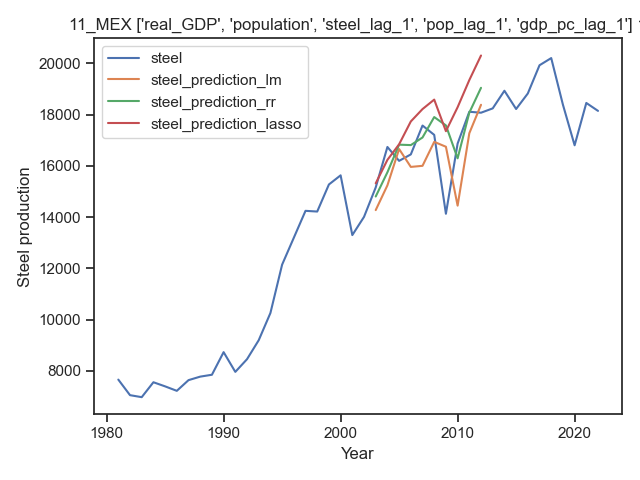 11_MEX ['real_GDP', 'population', 'steel_lag_1', 'pop_lag_1', 'gdp_pc_lag_1']
steel
steel_prediction_lm
steel_prediction_rr
steel_prediction_lasso
20000
18000
16000
14000
12000
10000
8000
Steel production
1980
1990
2000
2010
2020
Year